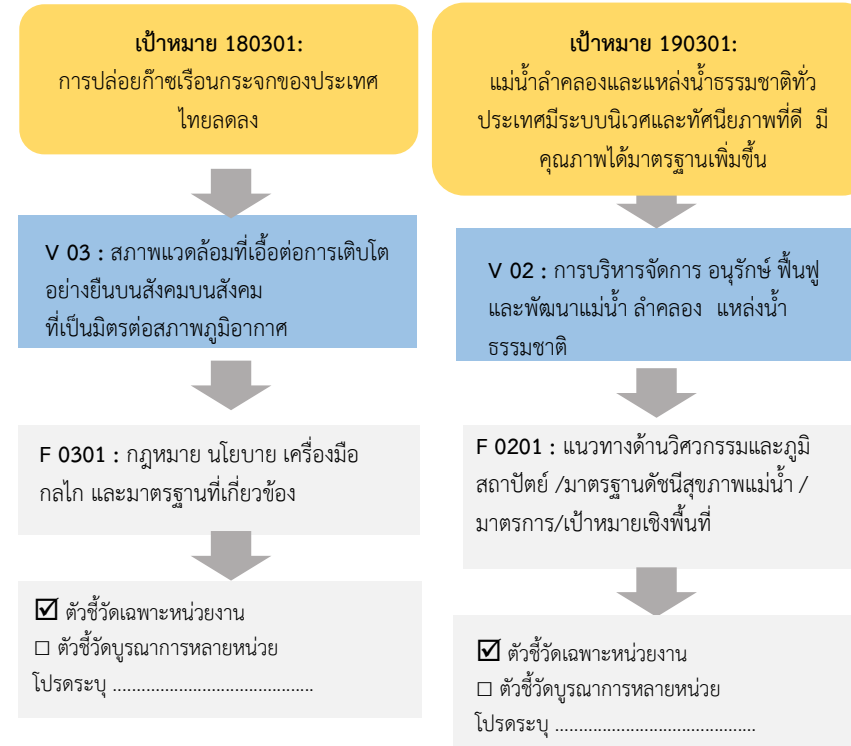 เป้าหมาย 180301:
การปล่อยก๊าซเรือนกระจกของประเทศ
ไทยลดลง
V 03 : สภาพแวดล้อมที่เอื้อต่อการเติบโต
อย่างยืนบนสังคมบนสังคม
ที่เป็นมิตรต่อสภาพภูมิอากาศ
F 0301 : กฎหมาย นโยบาย เครื่องมือ
กลไก และมาตรฐานที่เกี่ยวข้อง
☑ ตัวชี้วัดเฉพาะหน่วยงาน
□ ตัวชี้วัดบูรณาการหลายหน่วย
โปรดระบุ ..........................................
เป้าหมาย 190301:
แม่น้ำลำคลองและแหล่งน้ำธรรมชาติทั่ว
ประเทศมีระบบนิเวศและทัศนียภาพที่ดี มี
คุณภาพได้มาตรฐานเพิ่มขึ้น
V 02 : การบริหารจัดการ อนุรักษ์ ฟื้นฟู
และพัฒนาแม่น้ำ ลำคลอง แหล่งน้ำ
ธรรมชาติ
F 0201 : แนวทางด้านวิศวกรรมและภูมิ
สถาปัตย์ /มาตรฐานดัชนีสุขภาพแม่น้ำ /
มาตรการ/เป้าหมายเชิงพื้นที่
☑ ตัวชี้วัดเฉพาะหน่วยงาน
□ ตัวชี้วัดบูรณาการหลายหน่วย
โปรดระบุ ..........................................